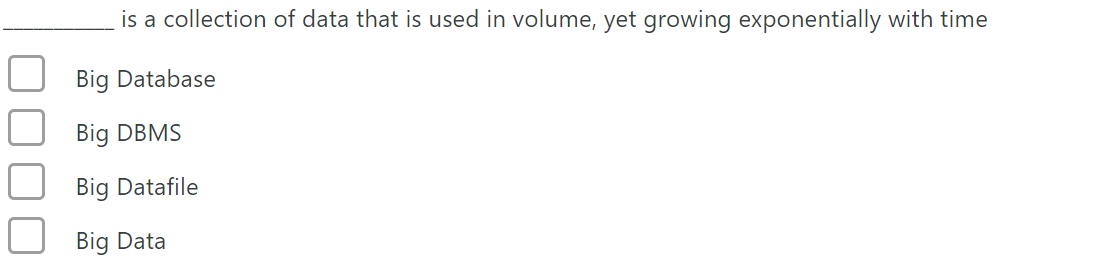 ___________ is a collection of data that is used in volume, yet growing exponentially with time
Big Database
Big DBMS
Big Datafile
Big Data